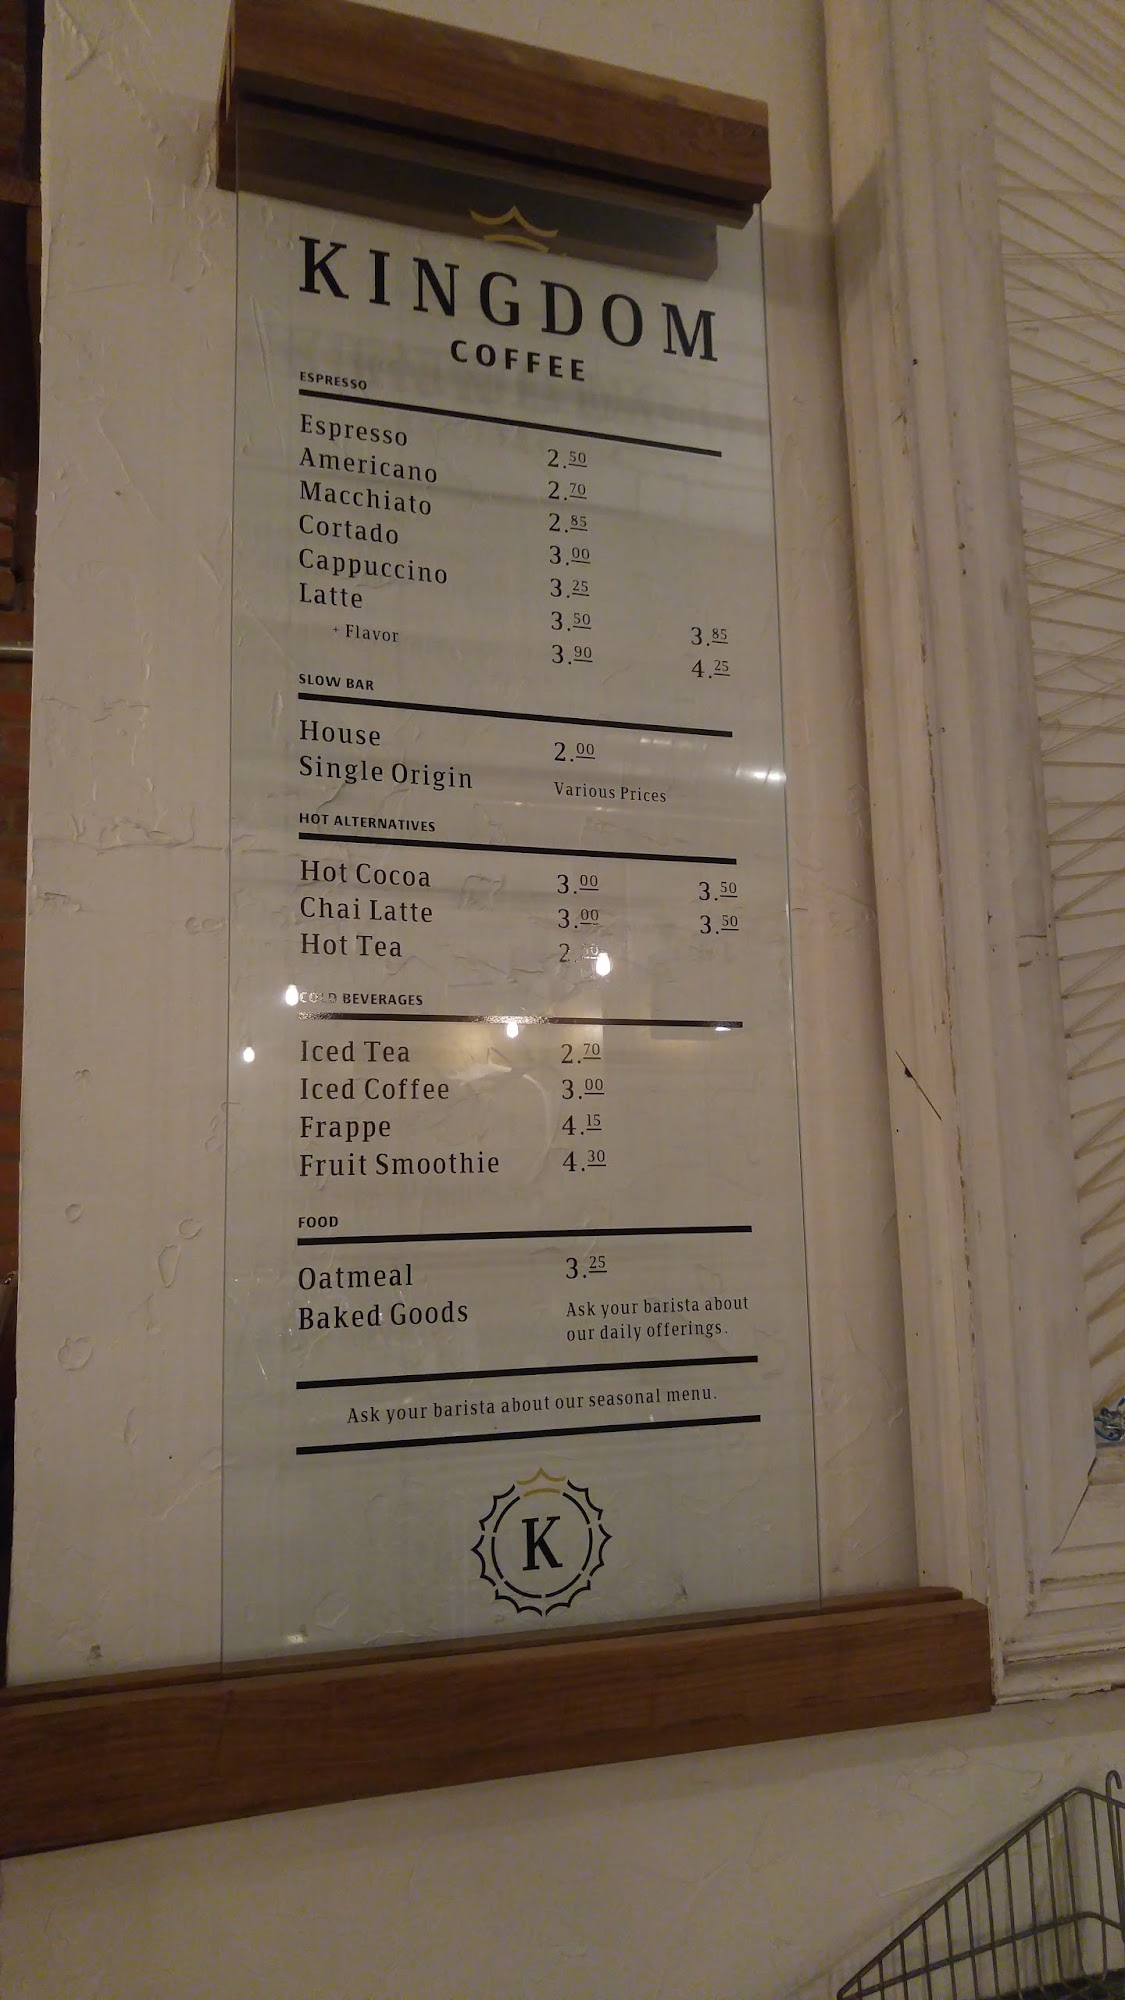 KINGDOM
COFFEE
ESPRESSO
Espresso 2.50
Americano 2.70
Macchiato 2.85
Cortado 3.00
Cappuccino 3.25
Latte 3.50 3.85
+ Flavor 3.90 4.25
SLOW BAR
House 2.00
Single Origin Various Prices
HOT ALTERNATIVES
Hot Cocoa 3.00 3.50
Chai Latte 3.00 3.50
Hot Tea
COLD BEVERAGES
Iced Tea 2.70
Iced Coffee 3.00
Frappe 4.15
Fruit Smoothie 4.30
FOOD
Oatmeal 3.25
Baked Goods Ask your barista about
our daily offerings.
Ask your barista about our seasonal menu.
K